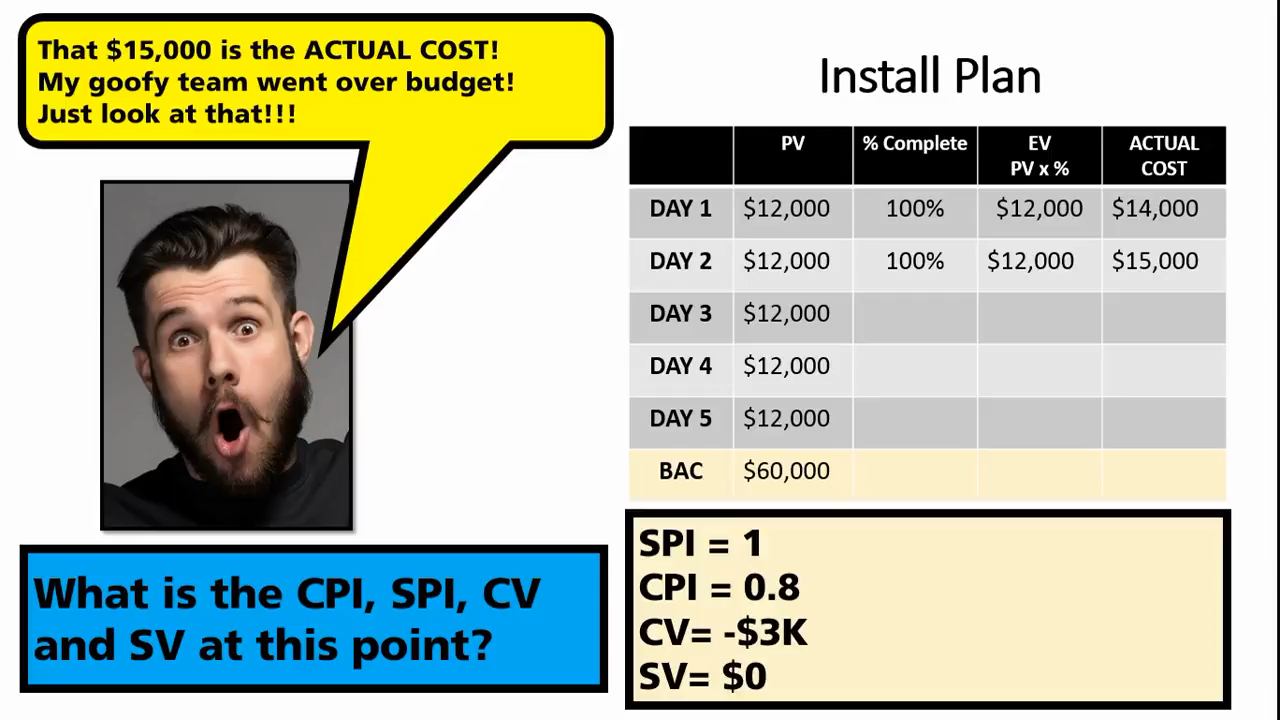 That $15,000 is the ACTUAL COST!
My goofy team went over budget!
Just look at that!!!
Install Plan
PV % Complete EV PV x % ACTUAL COST
DAY 1 $12,000 100% $12,000 $14,000
DAY 2 $12,000 100% $12,000 $15,000
DAY 3 $12,000
DAY 4 $12,000
DAY 5 $12,000
BAC $60,000
What is the CPI, SPI, CV
and SV at this point?
SPI = 1
CPI = 0.8
CV= -$3K
SV= $0